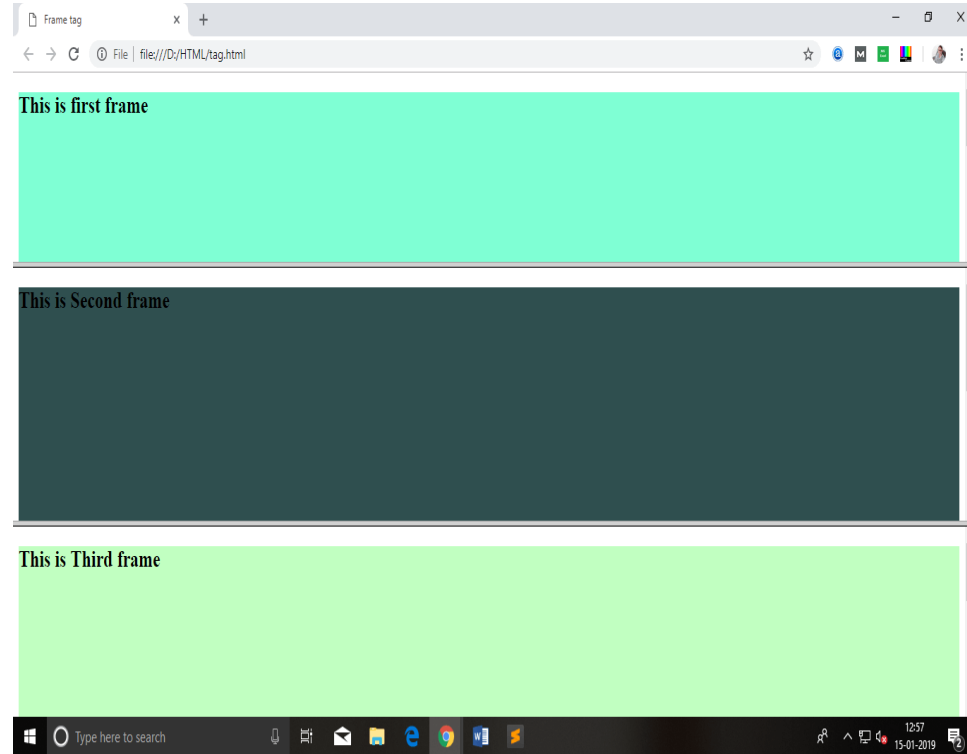 Frame tag
File file:///D:/HTML/tag.html
This is first frame
This is Second frame
This is Third frame
Type here to search
12:57
15-01-2019
2